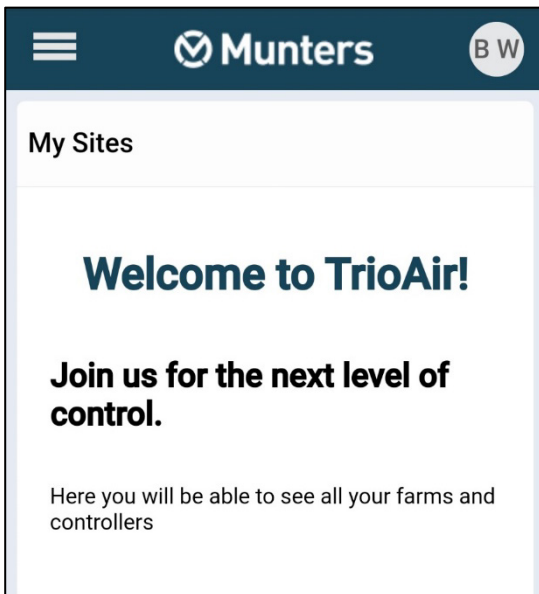 Munters
B W
My Sites
Welcome to TrioAir!
Join us for the next level of
control.
Here you will be able to see all your farms and
controllers